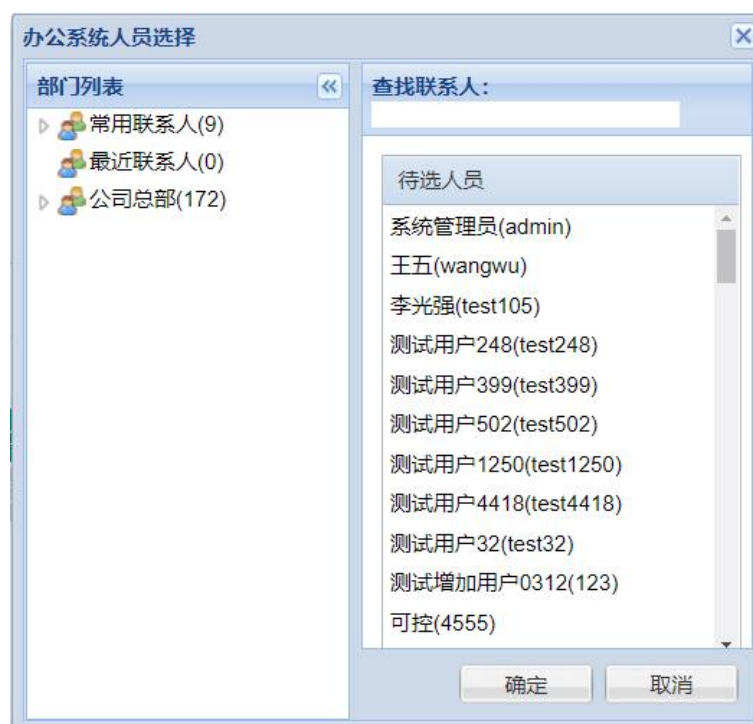 办公系统人员选择
部门列表
常用联系人(9)
最近联系人(0)
公司总部(172)
查找联系人：
待选人员
系统管理员(admin)
王五(wangwu)
李光强(test105)
测试用户248(test248)
测试用户399(test399)
测试用户502(test502)
测试用户1250(test1250)
测试用户4418(test4418)
测试用户32(test32)
测试增加用户0312(123)
可控(4555)
确定
取消